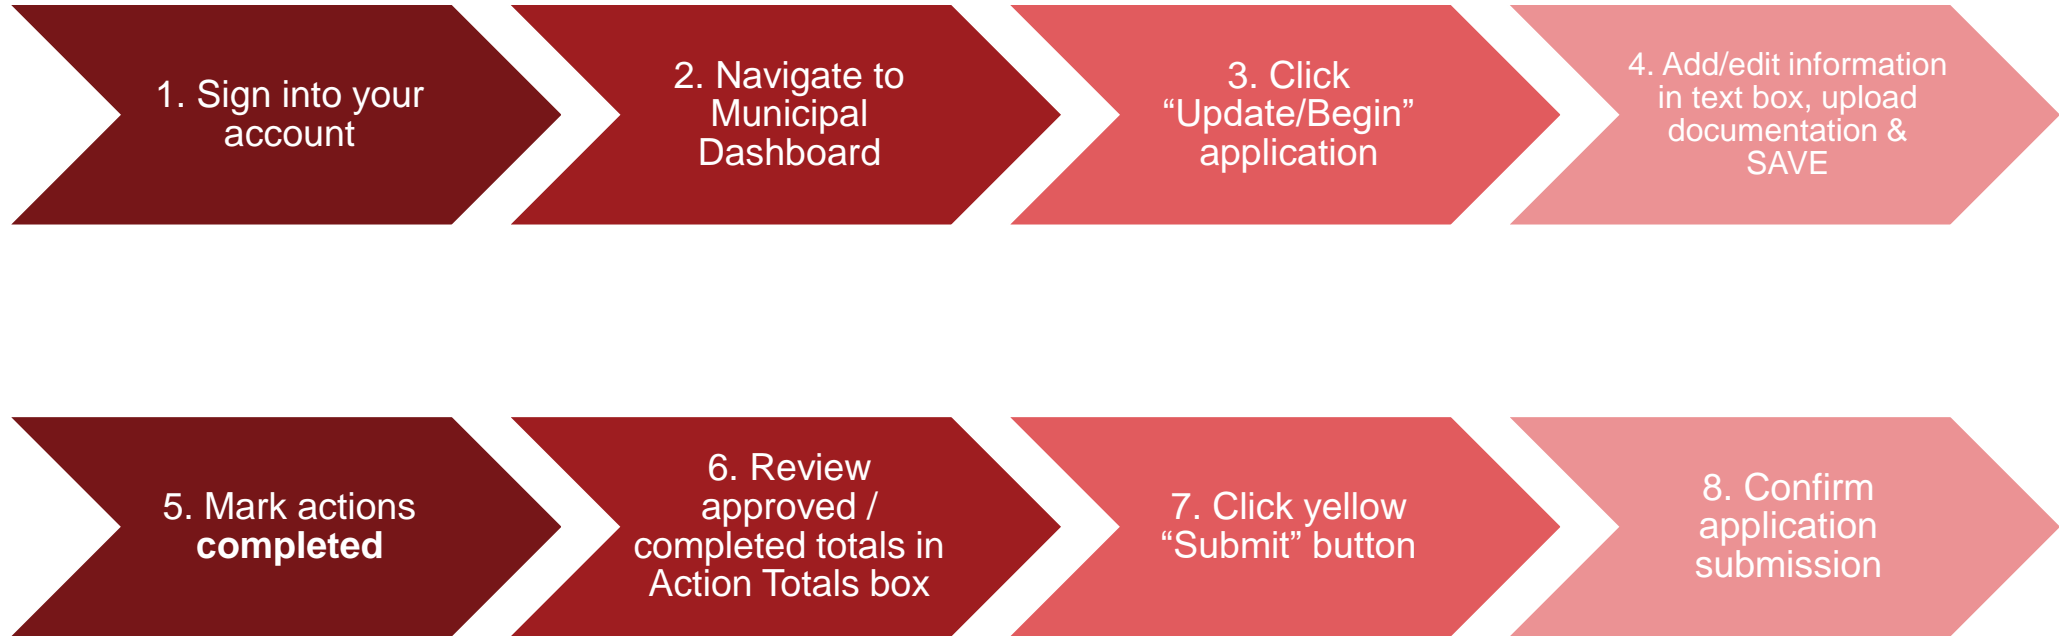 1. Sign into your
account
2. Navigate to
Municipal
Dashboard
3. Click
“Update/Begin”
application
4. Add/edit information
in text box, upload
documentation &
SAVE
5. Mark actions
completed
6. Review
approved /
completed totals in
Action Totals box
7. Click yellow
“Submit” button
8. Confirm
application
submission